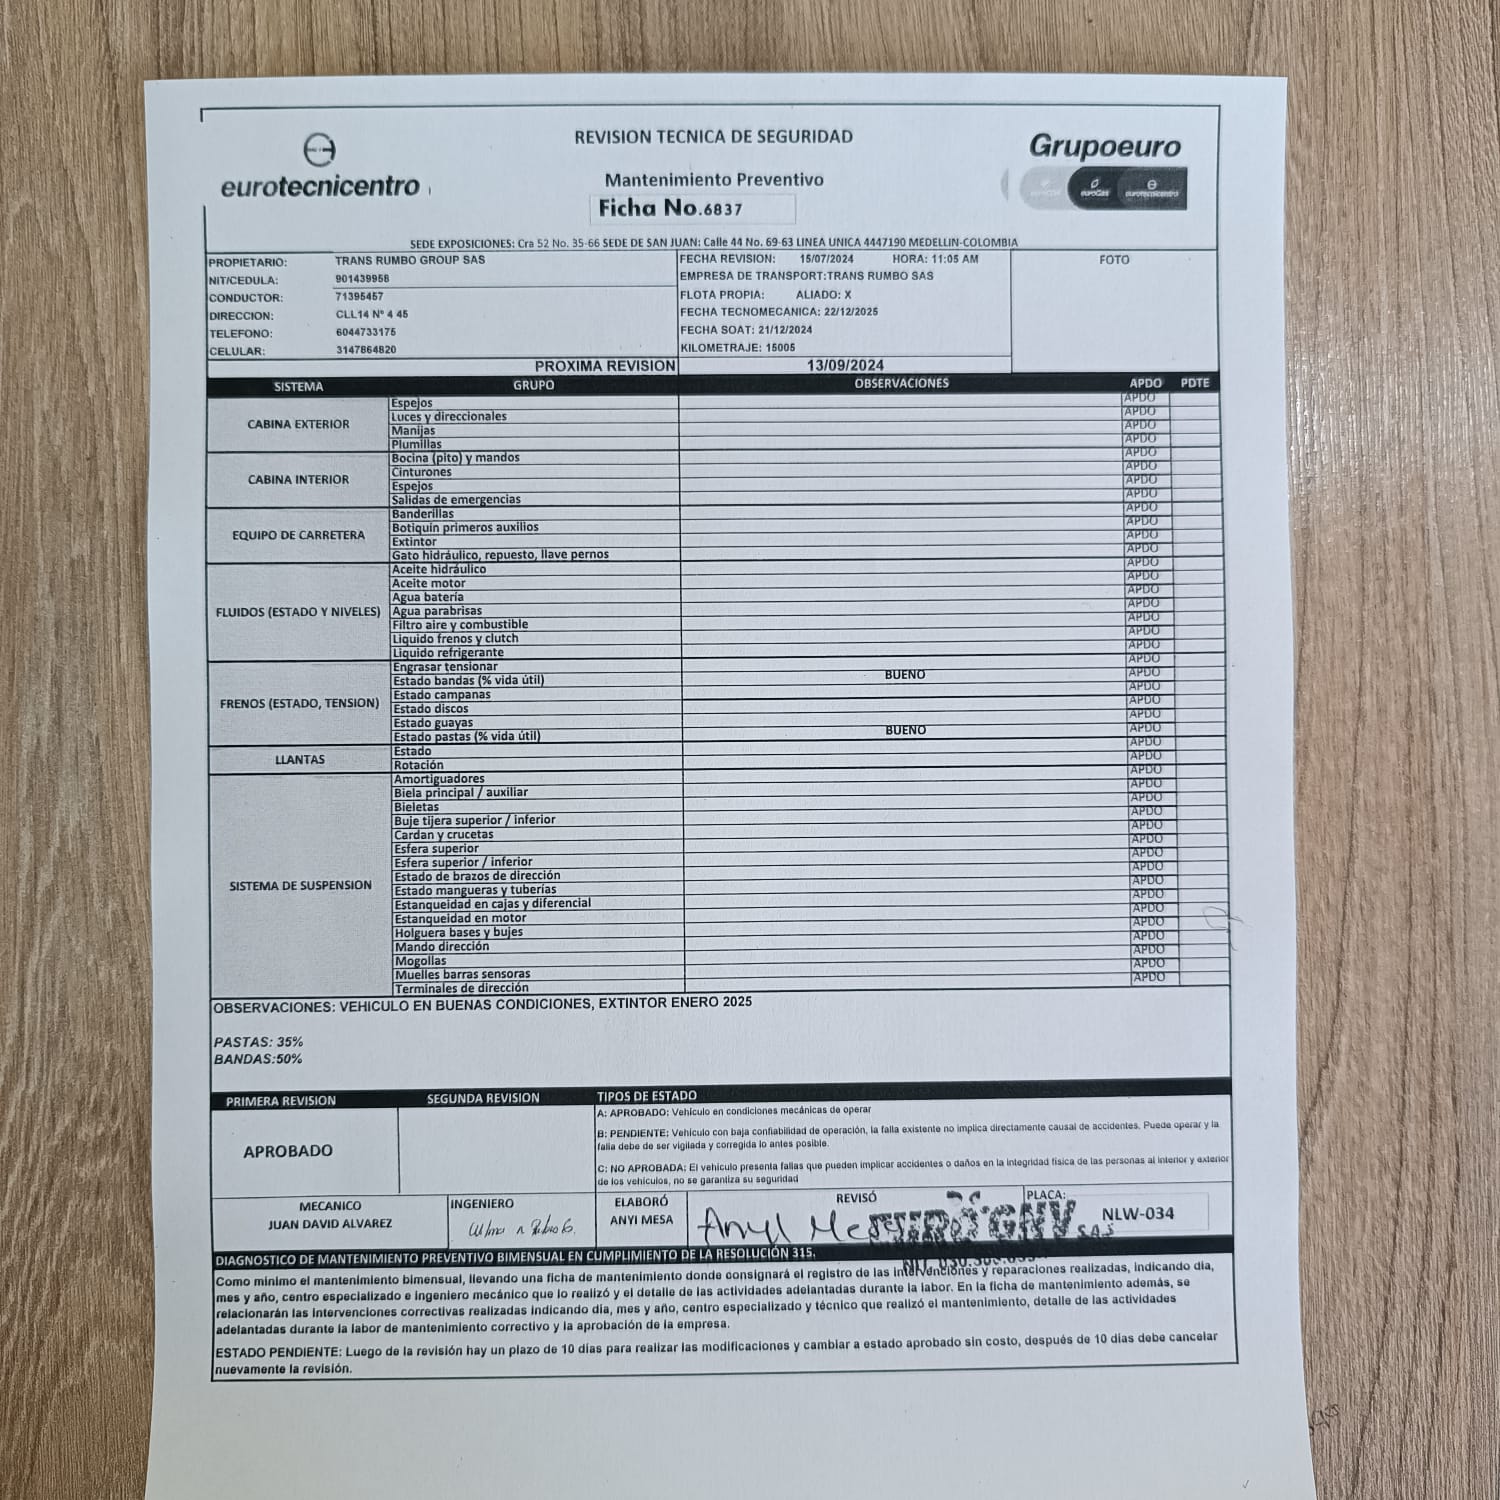 eurotecnicentro
REVISION TECNICA DE SEGURIDAD
Mantenimiento Preventivo
Ficha No.6837
Grupoeuro
eurotecnicentro
SEDE EXPOSICIONES: Cra 52 No. 35-66 SEDE DE SAN JUAN: Calle 44 No. 69-63 LINEA UNICA 4447190 MEDELLIN-COLOMBIA
PROPIETARIO: TRANS RUMBO GROUP SAS
NIT/CEDULA: 901439958
CONDUCTOR: 71395457
DIRECCION: CLL14 Nº 4 45
TELEFONO: 6044733175
CELULAR: 3147864820
FECHA REVISION: 15/07/2024 HORA: 11:05 AM
EMPRESA DE TRANSPORT:TRANS RUMBO SAS
FLOTA PROPIA: ALIADO: X
FECHA TECNOMECANICA: 22/12/2025
FECHA SOAT: 21/12/2024
KILOMETRAJE: 15005
FOTO
PROXIMA REVISION 13/09/2024
SISTEMA GRUPO OBSERVACIONES APDO PDTE
CABINA EXTERIOR
Espejos APDO
Luces y direccionales APDO
Manijas APDO
Plumillas APDO
CABINA INTERIOR
Bocina (pito) y mandos APDO
Cinturones APDO
Espejos APDO
Salidas de emergencias APDO
EQUIPO DE CARRETERA
Banderillas APDO
Botiquin primeros auxilios APDO
Extintor APDO
Gato hidráulico, repuesto, llave pernos APDO
FLUIDOS (ESTADO Y NIVELES)
Aceite hidráulico APDO
Aceite motor APDO
Agua batería APDO
Agua parabrisas APDO
Filtro aire y combustible APDO
Liquido frenos y clutch APDO
Liquido refrigerante APDO
FRENOS (ESTADO, TENSION)
Engrasar tensionar APDO
Estado bandas (% vida útil) BUENO APDO
Estado campanas APDO
Estado discos APDO
Estado guayas APDO
Estado pastas (% vida útil) BUENO APDO
LLANTAS
Estado APDO
Rotación APDO
SISTEMA DE SUSPENSION
Amortiguadores APDO
Biela principal / auxiliar APDO
Bieletas APDO
Buje tijera superior / inferior APDO
Cardan y crucetas APDO
Esfera superior APDO
Esfera superior / inferior APDO
Estado de brazos de dirección APDO
Estado mangueras y tuberías APDO
Estanqueidad en cajas y diferencial APDO
Estanqueidad en motor APDO
Holguera bases y bujes APDO
Mando dirección APDO
Mogollas APDO
Muelles barras sensoras APDO
Terminales de dirección APDO
OBSERVACIONES: VEHICULO EN BUENAS CONDICIONES, EXTINTOR ENERO 2025
PASTAS: 35%
BANDAS:50%
PRIMERA REVISION SEGUNDA REVISION TIPOS DE ESTADO
APROBADO
A: APROBADO: Vehículo en condiciones mecánicas de operar
B: PENDIENTE: Vehículo con baja confiabilidad de operación, la falla existente no implica directamente causal de accidentes. Puede operar y la
falla debe de ser vigilada y corregida lo antes posible.
C: NO APROBADA: El vehículo presenta fallas que pueden implicar accidentes o daños en la integridad física de las personas al interior y exterior
de los vehículos, no se garantiza su seguridad
MECANICO
JUAN DAVID ALVAREZ
INGENIERO
ELABORÓ
ANYI MESA
REVISÓ
Anyi
SAS
PLACA:
NLW-034
DIAGNOSTICO DE MANTENIMIENTO PREVENTIVO BIMENSUAL EN CUMPLIMIENTO DE LA RESOLUCIÓN 315.
Como mínimo el mantenimiento bimensual, llevando una ficha de mantenimiento donde consignará el registro de las intervenciones y reparaciones realizadas, indicando día,
mes y año, centro especializado e ingeniero mecánico que lo realizó y el detalle de las actividades adelantadas durante la labor. En la ficha de mantenimiento además, se
relacionarán las intervenciones correctivas realizadas indicando día, mes y año, centro especializado y técnico que realizó el mantenimiento, detalle de las actividades
adelantadas durante la labor de mantenimiento correctivo y la aprobación de la empresa.
ESTADO PENDIENTE: Luego de la revisión hay un plazo de 10 dias para realizar las modificaciones y cambiar a estado aprobado sin costo, después de 10 dias debe cancelar
nuevamente la revisión.